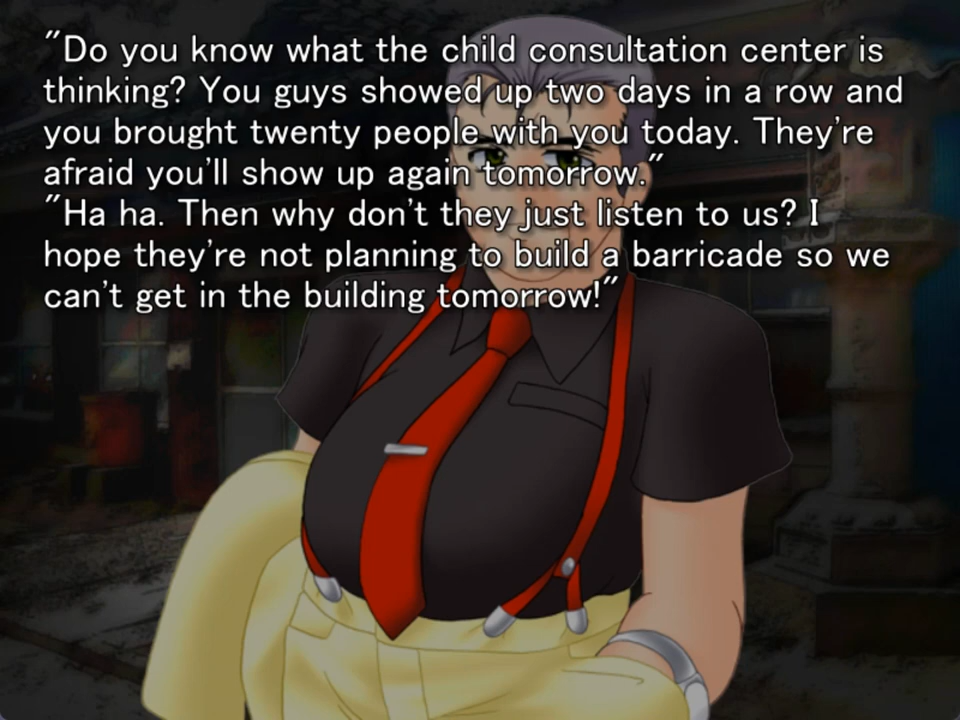 "Do you know what the child consultation center is
thinking? You guys showed up two days in a row and
you brought twenty people with you today. They're
afraid you'll show up again tomorrow."
"Ha ha. Then why don't they just listen to us? I
hope they're not planning to build a barricade so we
can't get in the building tomorrow!"